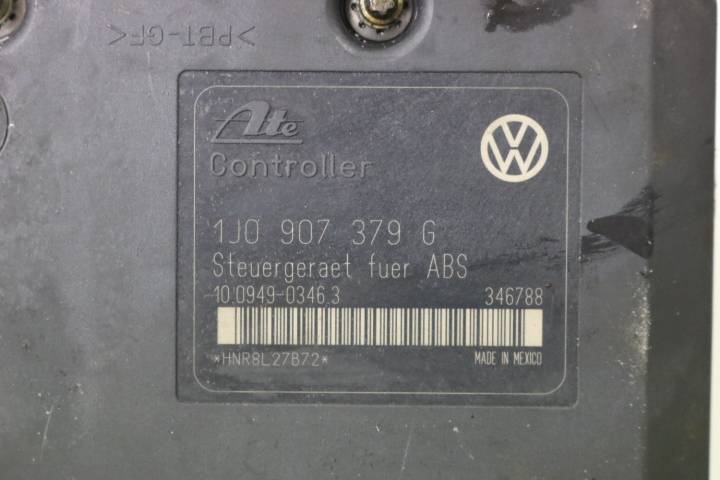 >PBT-GF<
Ate
Controller
1J0 907 379 G
Steuergeraet fuer ABS
10.0949-0346.3 346788
*HNR8L27B72*
MADE IN MEXICO